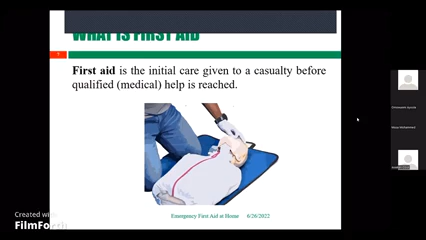 WHAT IS FIRST AID
First aid is the initial care given to a casualty before
qualified (medical) help is reached.
Emergency First Aid at Home 6/26/2022
Created with
FilmFor